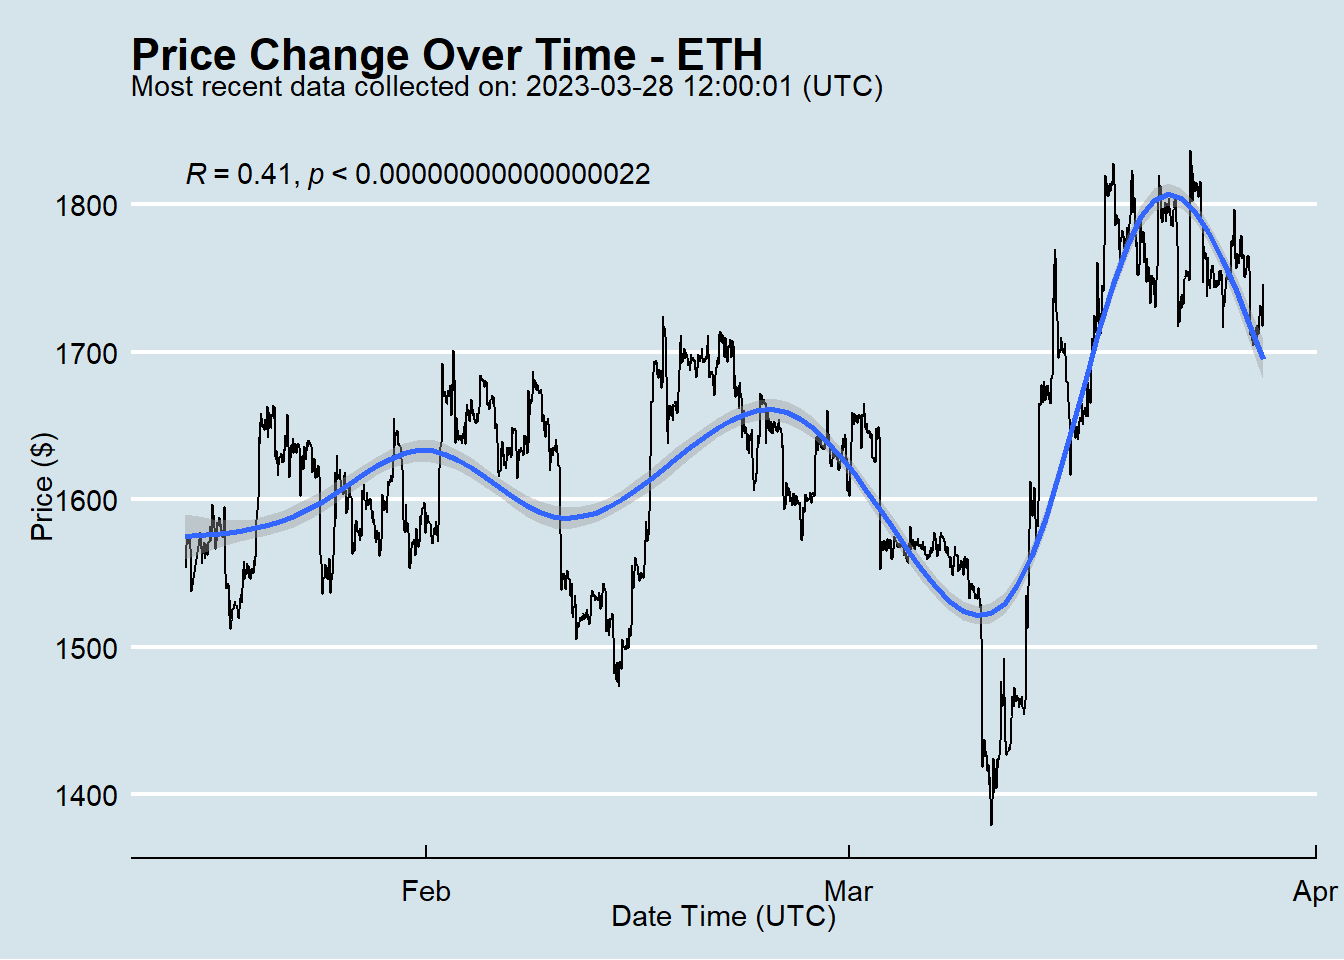 Price Change Over Time - ETH
Most recent data collected on: 2023-03-28 12:00:01 (UTC)
R = 0.41, p < 0.00000000000000022
1800
1700
1600
1500
1400
Price ($)
Feb
Mar
Apr
Date Time (UTC)